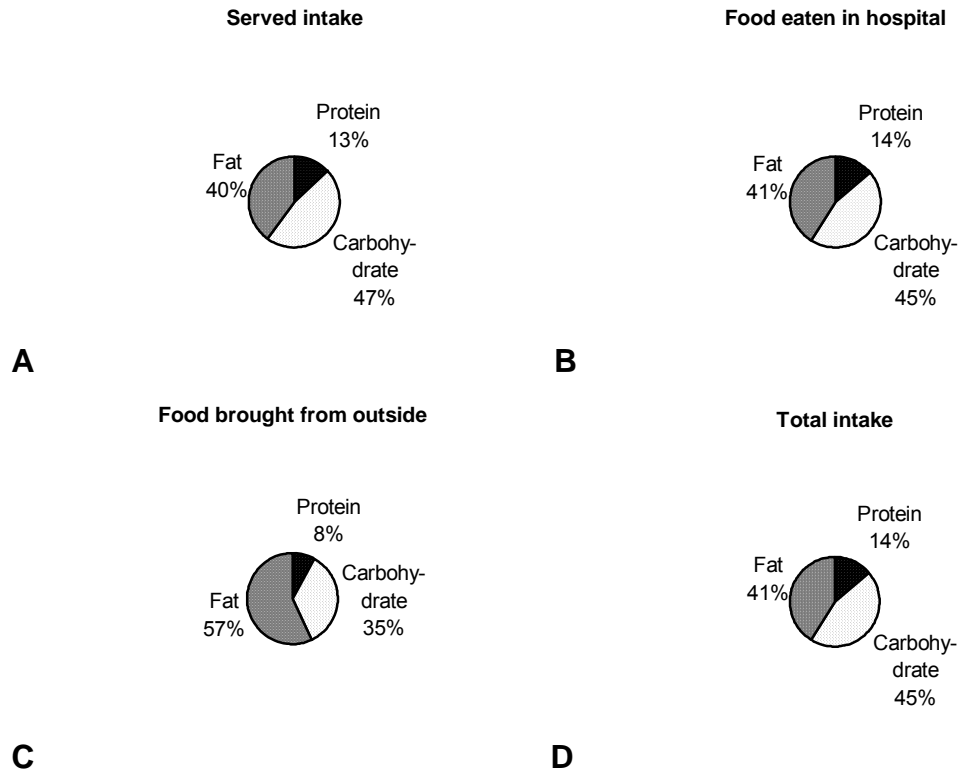 Served intake
Protein
13%
Fat
40%
Carbohy-
drate
47%
A
Food eaten in hospital
Protein
14%
Fat
41%
Carbohy-
drate
45%
B
Food brought from outside
Protein
8%
Carbohy-
drate
35%
Fat
57%
C
Total intake
Protein
14%
Fat
41%
Carbohy-
drate
45%
D